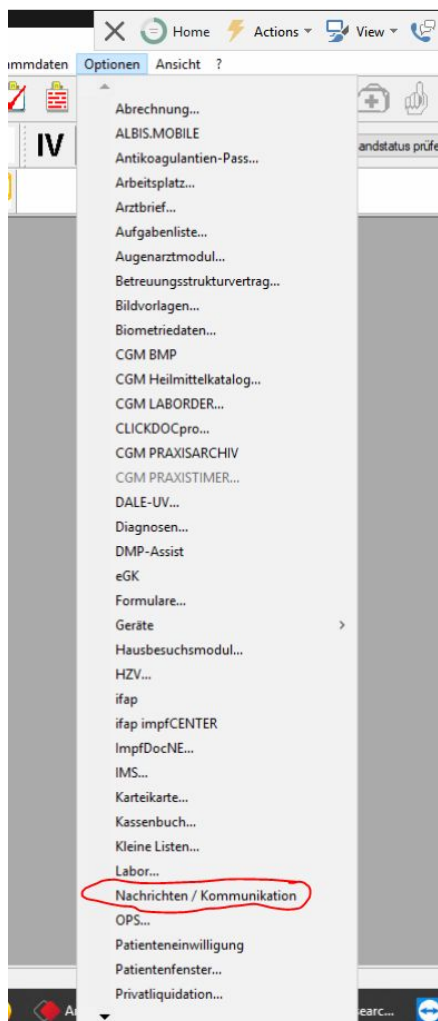 Home Actions View
ammdaten Optionen Ansicht ?
Abrechnung...
ALBIS.MOBILE
IV
andstatus prüfe
Antikoagulantien-Pass...
Arbeitsplatz...
Arztbrief...
Aufgabenliste...
Augenarztmodul...
Betreuungsstrukturvertrag...
Bildvorlagen...
Biometriedaten...
CGM BMP
CGM Heilmittelkatalog...
CGM LABORDER...
CLICKDOCpro...
CGM PRAXISARCHIV
CGM PRAXISTIMER...
DALE-UV...
Diagnosen...
DMP-Assist
eGK
Formulare...
Geräte
Hausbesuchsmodul...
HZV...
ifap
ifap impfCENTER
ImpfDocNE...
IMS...
Karteikarte...
Kassenbuch...
Kleine Listen...
Labor...
Nachrichten / Kommunikation
OPS...
Patienteneinwilligung
Patientenfenster...
Privatliquidation...
earc...